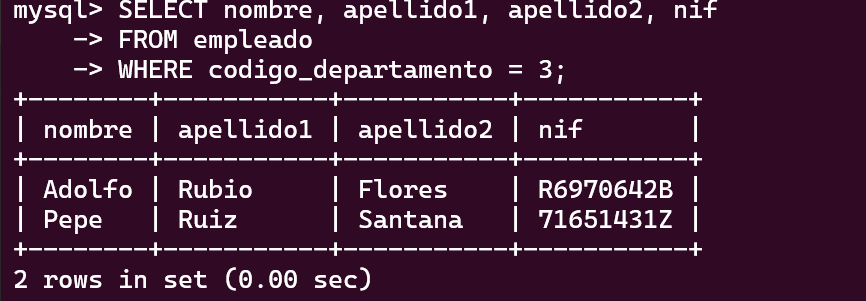 mysql> SELECT nombre, apellido1, apellido2, nif
    -> FROM empleado
    -> WHERE codigo_departamento = 3;
+--------+-----------+-----------+-----------+
| nombre | apellido1 | apellido2 | nif       |
+--------+-----------+-----------+-----------+
| Adolfo | Rubio     | Flores    | R6970642B |
| Pepe   | Ruiz      | Santana   | 71651431Z |
+--------+-----------+-----------+-----------+
2 rows in set (0.00 sec)